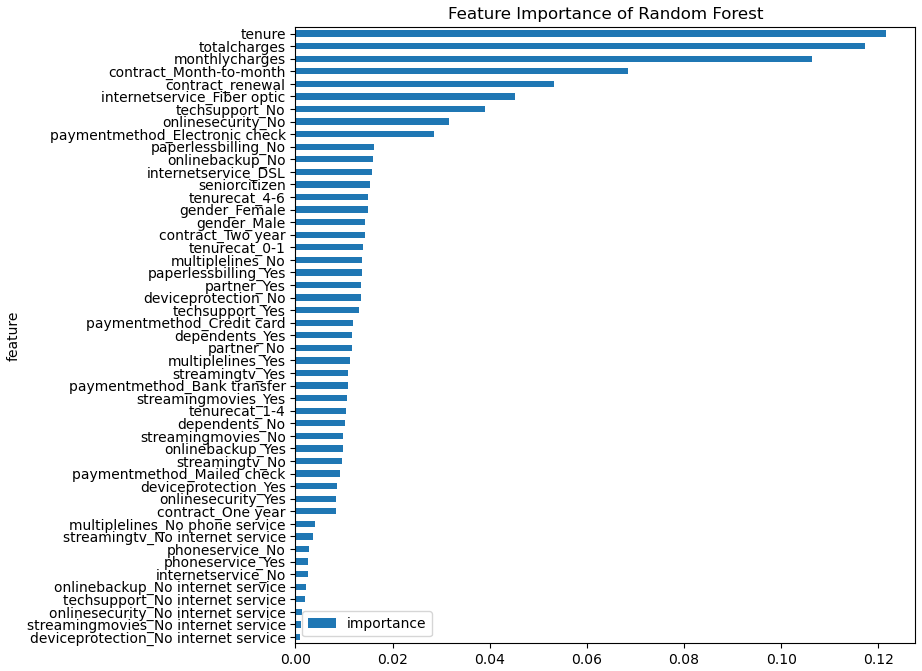 Feature Importance of Random Forest
tenure
totalcharges
monthlycharges
contract_Month-to-month
contract_renewal
internetservice_Fiber optic
techsupport_No
onlinesecurity_No
paymentmethod_Electronic check
paperlessbilling_No
onlinebackup_No
internetservice_DSL
seniorcitizen
tenurecat_4-6
gender_Female
gender_Male
contract_Two year
tenurecat_0-1
multiplelines_No
paperlessbilling_Yes
partner_Yes
deviceprotection_No
techsupport_Yes
paymentmethod_Credit card
dependents_Yes
partner_No
multiplelines_Yes
streamingtv_Yes
paymentmethod_Bank transfer
streamingmovies_Yes
tenurecat_1-4
dependents_No
streamingmovies_No
onlinebackup_Yes
streamingtv_No
paymentmethod_Mailed check
deviceprotection_Yes
onlinesecurity_Yes
contract_One year
multiplelines_No phone service
streamingtv_No internet service
phoneservice_No
phoneservice_Yes
internetservice_No
onlinebackup_No internet service
techsupport_No internet service
onlinesecurity_No internet service
streamingmovies_No internet service
deviceprotection_No internet service
feature
importance
0.00 0.02 0.04 0.06 0.08 0.10 0.12